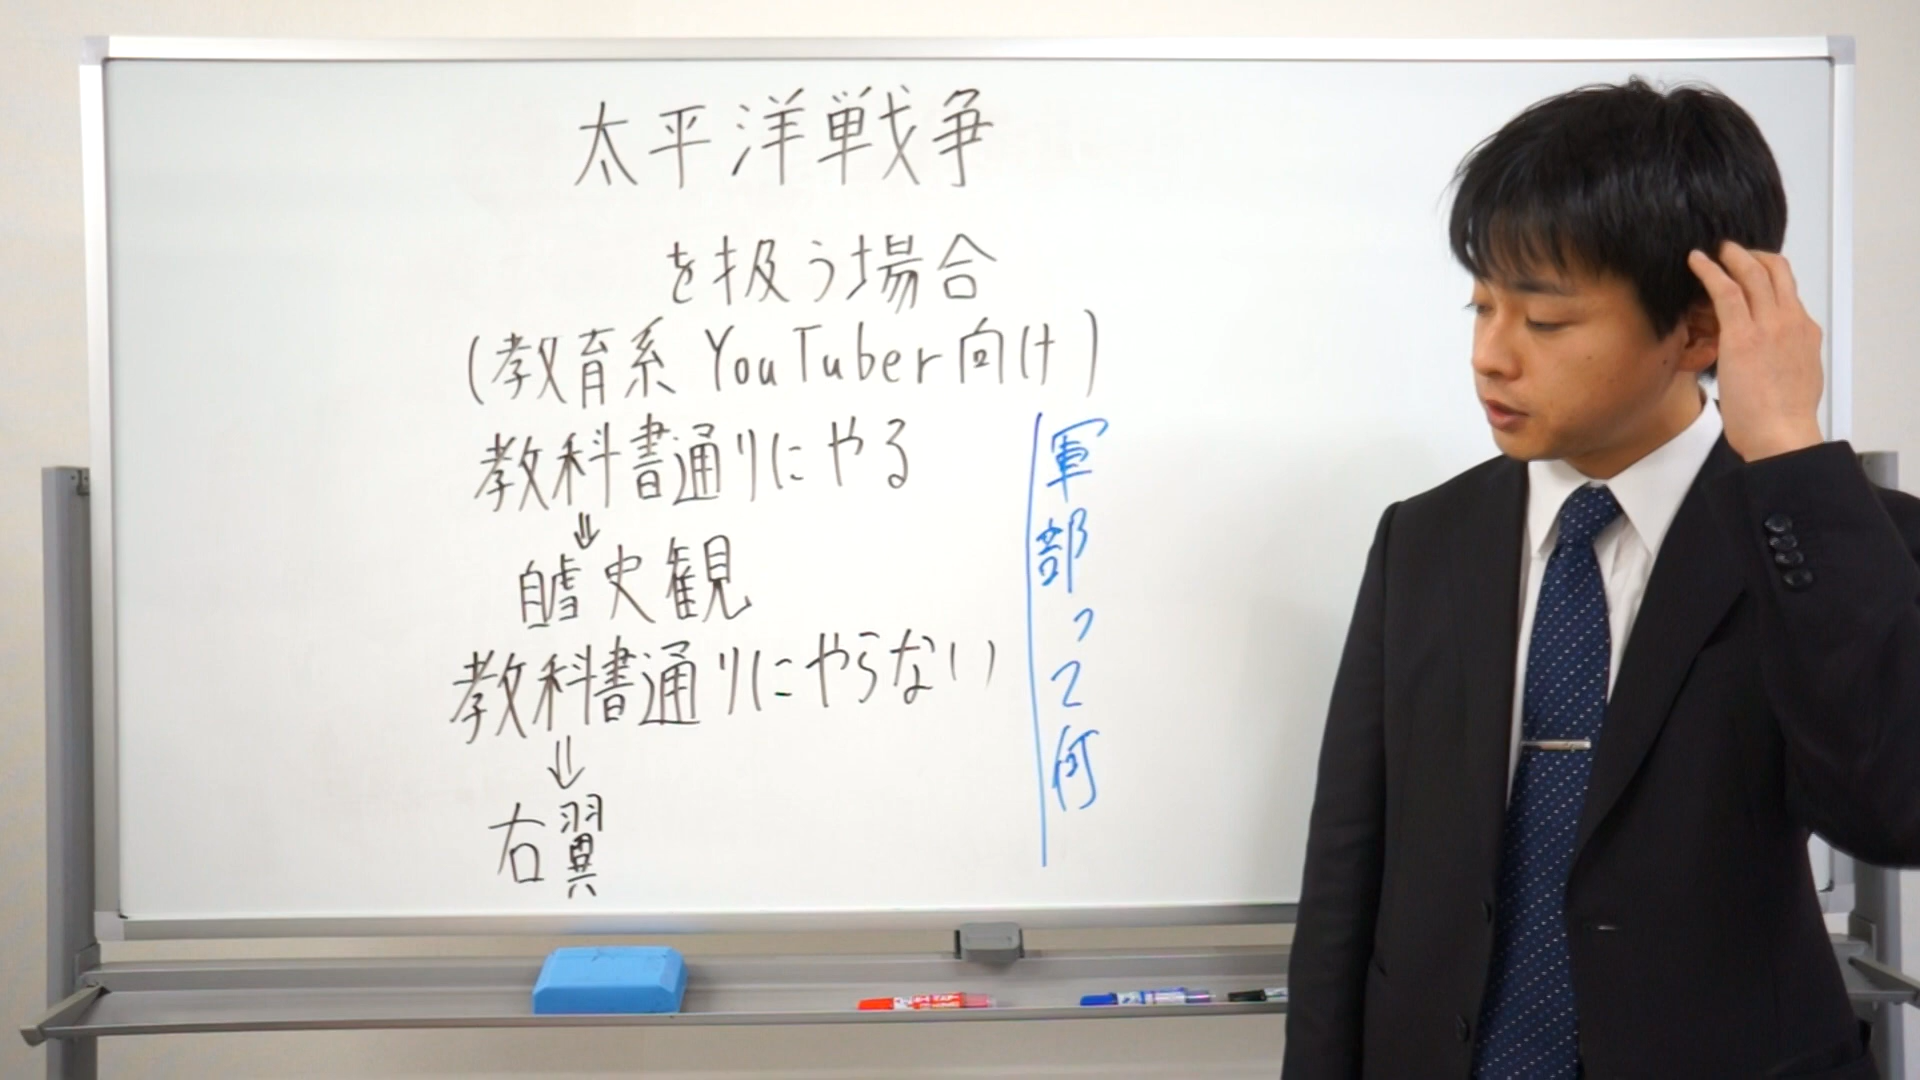 太平洋戦争
を扱う場合
(教育系 YouTuber向け)
教科書通りにやる
⇓
自虐史観
教科書通りにやらない
⇓
右翼
軍部って何